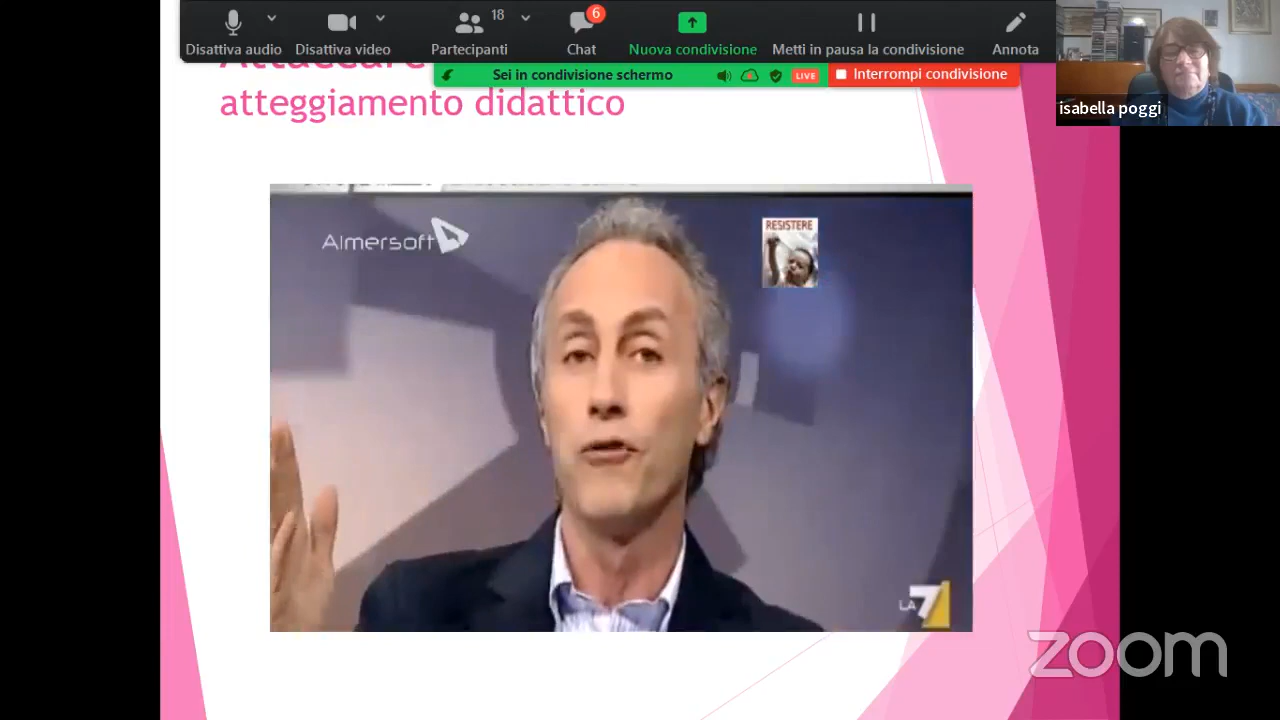 18
6
Disattiva audio
Disattiva video
Partecipanti
Chat
Nuova condivisione
Metti in pausa la condivisione
Annota
Attaccare
Sei in condivisione schermo
LIVE
Interrompi condivisione
isabella poggi
atteggiamento didattico
Almersoft
RESISTERE
LA7
zoom